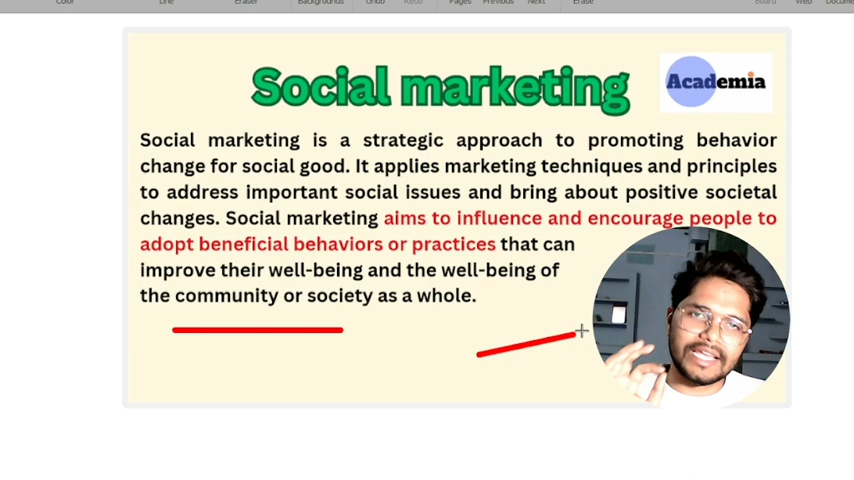 Color Line Eraser Backgrounds Undo Redo Pages Previous Next Erase Board Web Docume
Social marketing
Academia
Social marketing is a strategic approach to promoting behavior
change for social good. It applies marketing techniques and principles
to address important social issues and bring about positive societal
changes. Social marketing aims to influence and encourage people to
adopt beneficial behaviors or practices that can
improve their well-being and the well-being of
the community or society as a whole.